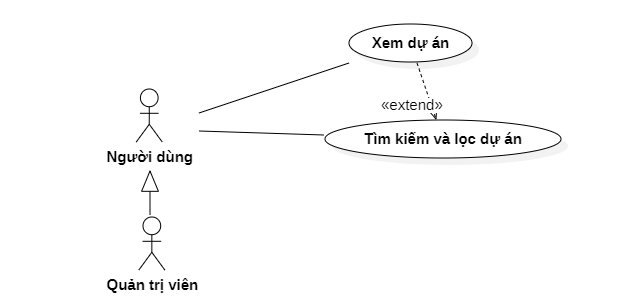 Xem dự án
«extend»
Tìm kiếm và lọc dự án
Người dùng
Quản trị viên